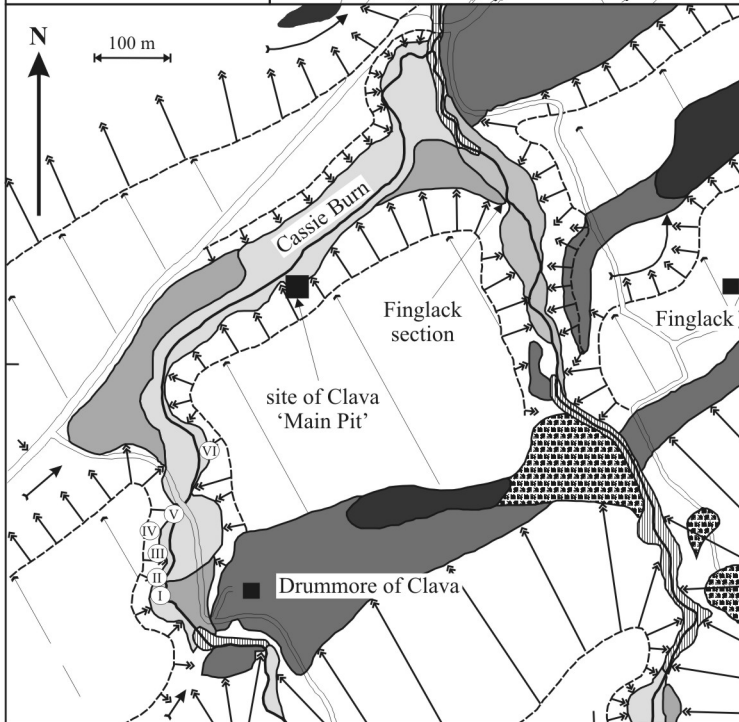 N
100 m
Cassie Burn
Finglack
section
Finglack
site of Clava
‘Main Pit’
VI
V
IV
III
II
I
Drummore of Clava